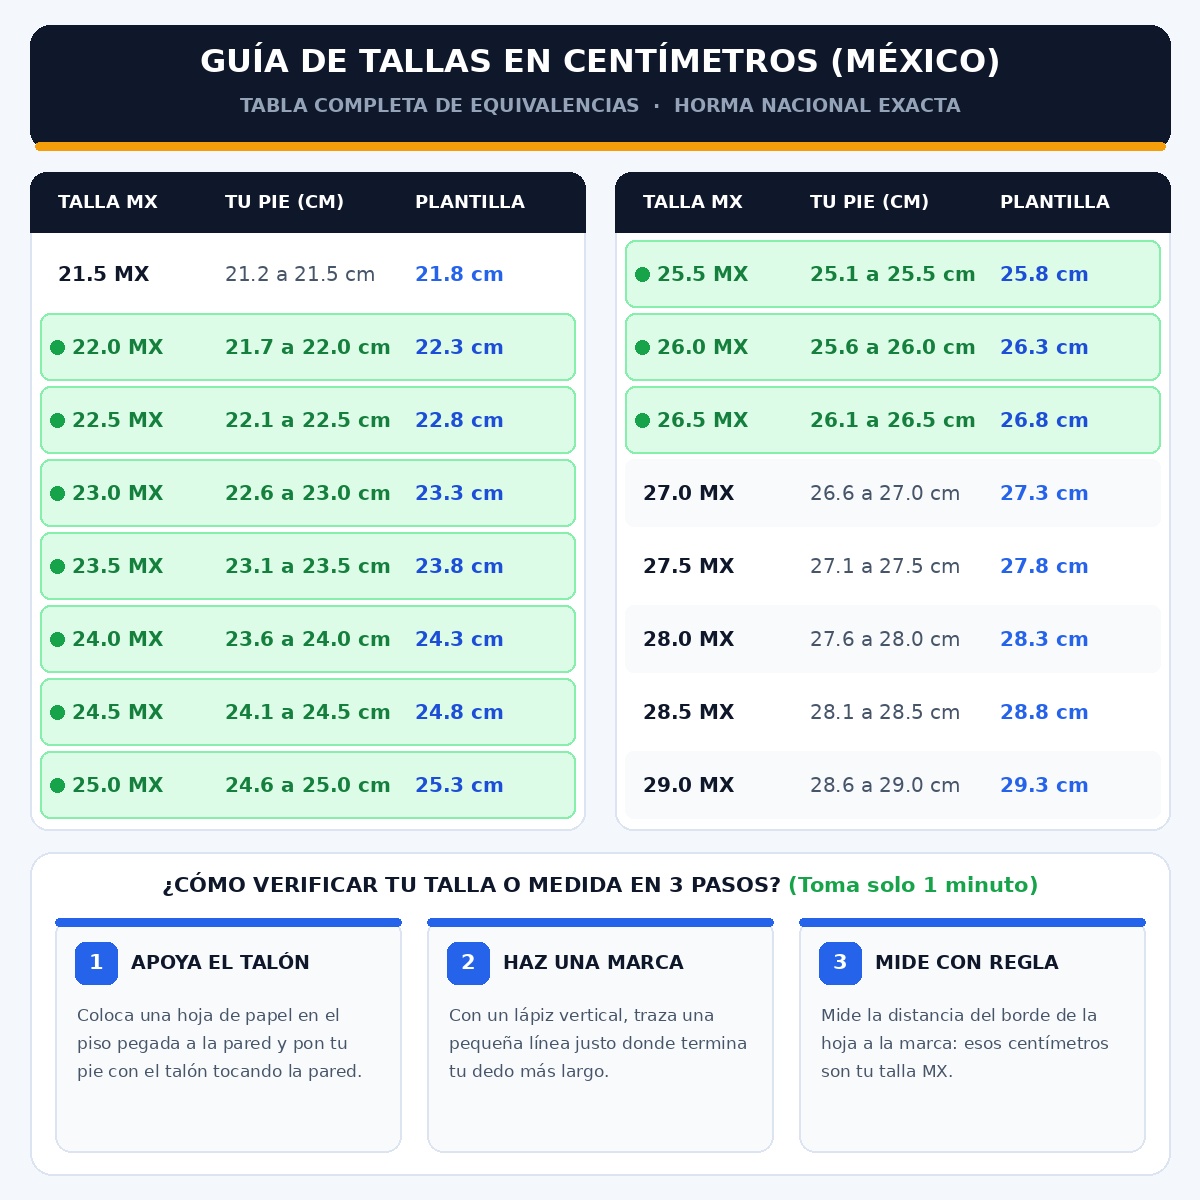 GUÍA DE TALLAS EN CENTÍMETROS (MÉXICO)
TABLA COMPLETA DE EQUIVALENCIAS · HORMA NACIONAL EXACTA
TALLA MX TU PIE (CM) PLANTILLA
21.5 MX 21.2 a 21.5 cm 21.8 cm
22.0 MX 21.7 a 22.0 cm 22.3 cm
22.5 MX 22.1 a 22.5 cm 22.8 cm
23.0 MX 22.6 a 23.0 cm 23.3 cm
23.5 MX 23.1 a 23.5 cm 23.8 cm
24.0 MX 23.6 a 24.0 cm 24.3 cm
24.5 MX 24.1 a 24.5 cm 24.8 cm
25.0 MX 24.6 a 25.0 cm 25.3 cm
TALLA MX TU PIE (CM) PLANTILLA
25.5 MX 25.1 a 25.5 cm 25.8 cm
26.0 MX 25.6 a 26.0 cm 26.3 cm
26.5 MX 26.1 a 26.5 cm 26.8 cm
27.0 MX 26.6 a 27.0 cm 27.3 cm
27.5 MX 27.1 a 27.5 cm 27.8 cm
28.0 MX 27.6 a 28.0 cm 28.3 cm
28.5 MX 28.1 a 28.5 cm 28.8 cm
29.0 MX 28.6 a 29.0 cm 29.3 cm
¿CÓMO VERIFICAR TU TALLA O MEDIDA EN 3 PASOS? (Toma solo 1 minuto)
1 APOYA EL TALÓN
Coloca una hoja de papel en el
piso pegada a la pared y pon tu
pie con el talón tocando la pared.
2 HAZ UNA MARCA
Con un lápiz vertical, traza una
pequeña línea justo donde termina
tu dedo más largo.
3 MIDE CON REGLA
Mide la distancia del borde de la
hoja a la marca: esos centímetros
son tu talla MX.